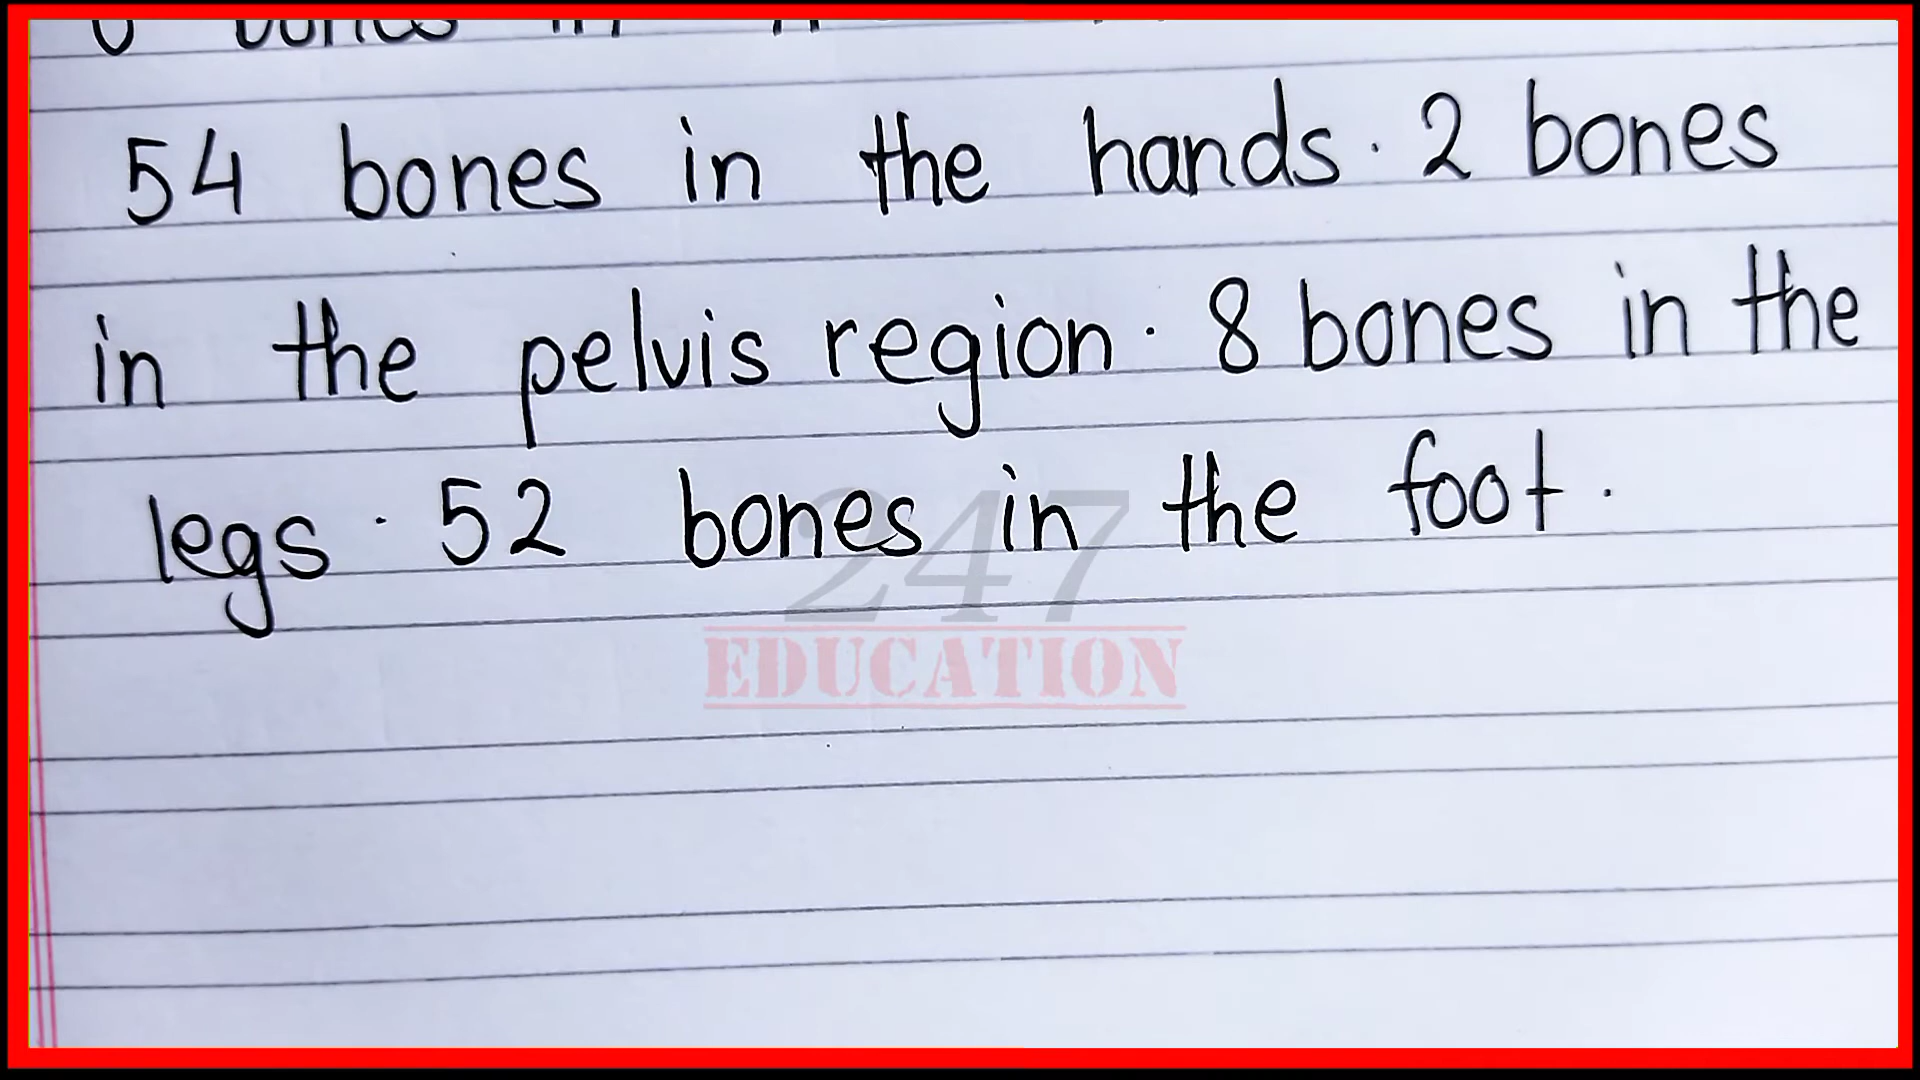 54 bones in the hands. 2 bones
in the pelvis region. 8 bones in the
legs. 52 bones in the foot.
247
EDUCATION